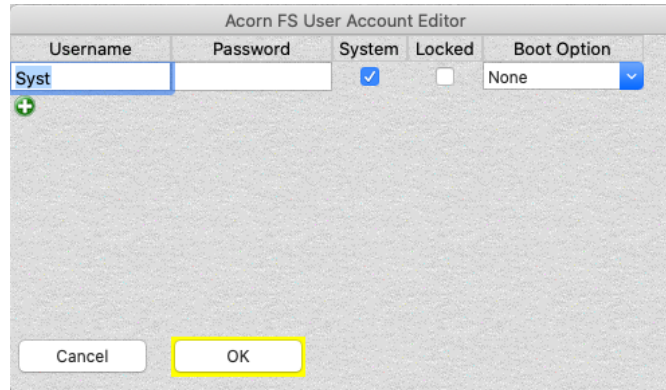 Acorn FS User Account Editor
Username Password System Locked Boot Option
Syst None
Cancel OK